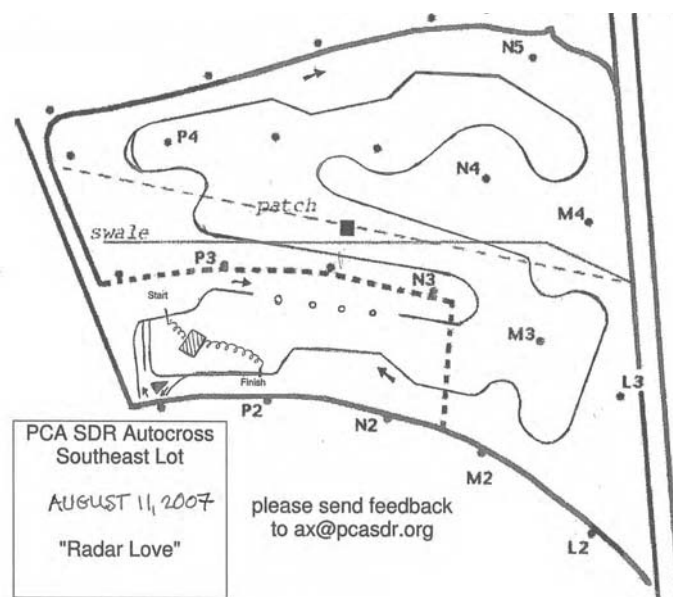 N5
P4
N4
M4
patch
swale
P3
N3
Start
M3
Finish
L3
P2
N2
M2
L2
PCA SDR Autocross
Southeast Lot
AUGUST 11, 2007
"Radar Love"
please send feedback
to ax@pcasdr.org